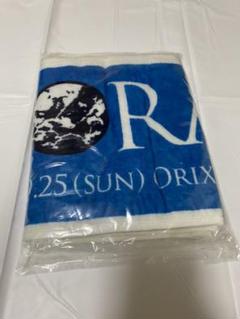 RA
.25 (SUN) ORIX